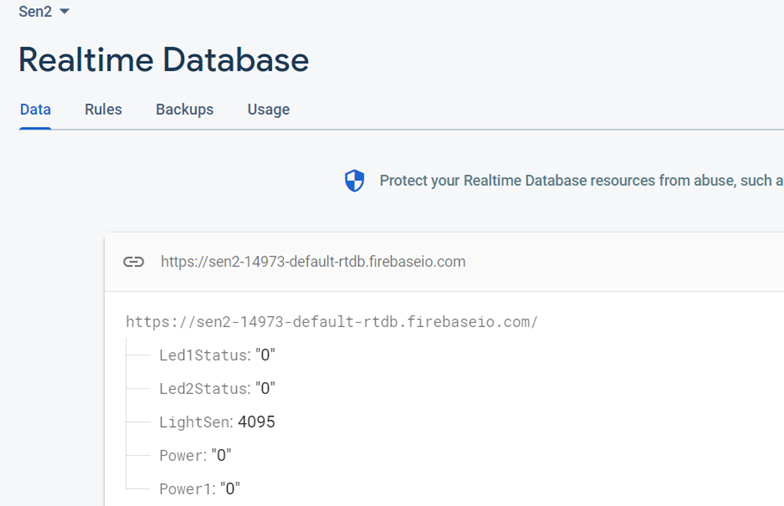 Sen2
Realtime Database
Data Rules Backups Usage
Protect your Realtime Database resources from abuse, such a
https://sen2-14973-default-rtdb.firebaseio.com
https://sen2-14973-default-rtdb.firebaseio.com/
Led1Status: "0"
Led2Status: "0"
LightSen: 4095
Power: "0"
Power1: "0"